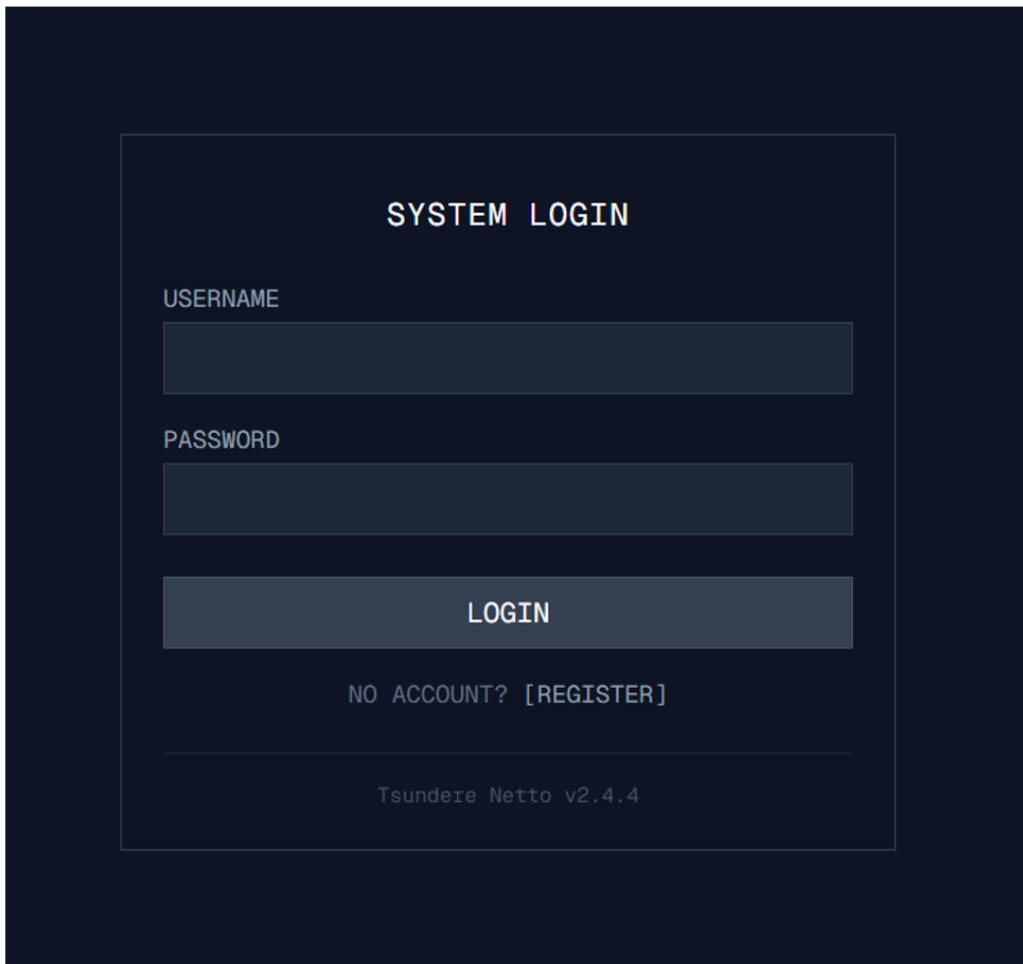 SYSTEM LOGIN
USERNAME
PASSWORD
LOGIN
NO ACCOUNT? [REGISTER]
Tsundere Netto v2.4.4